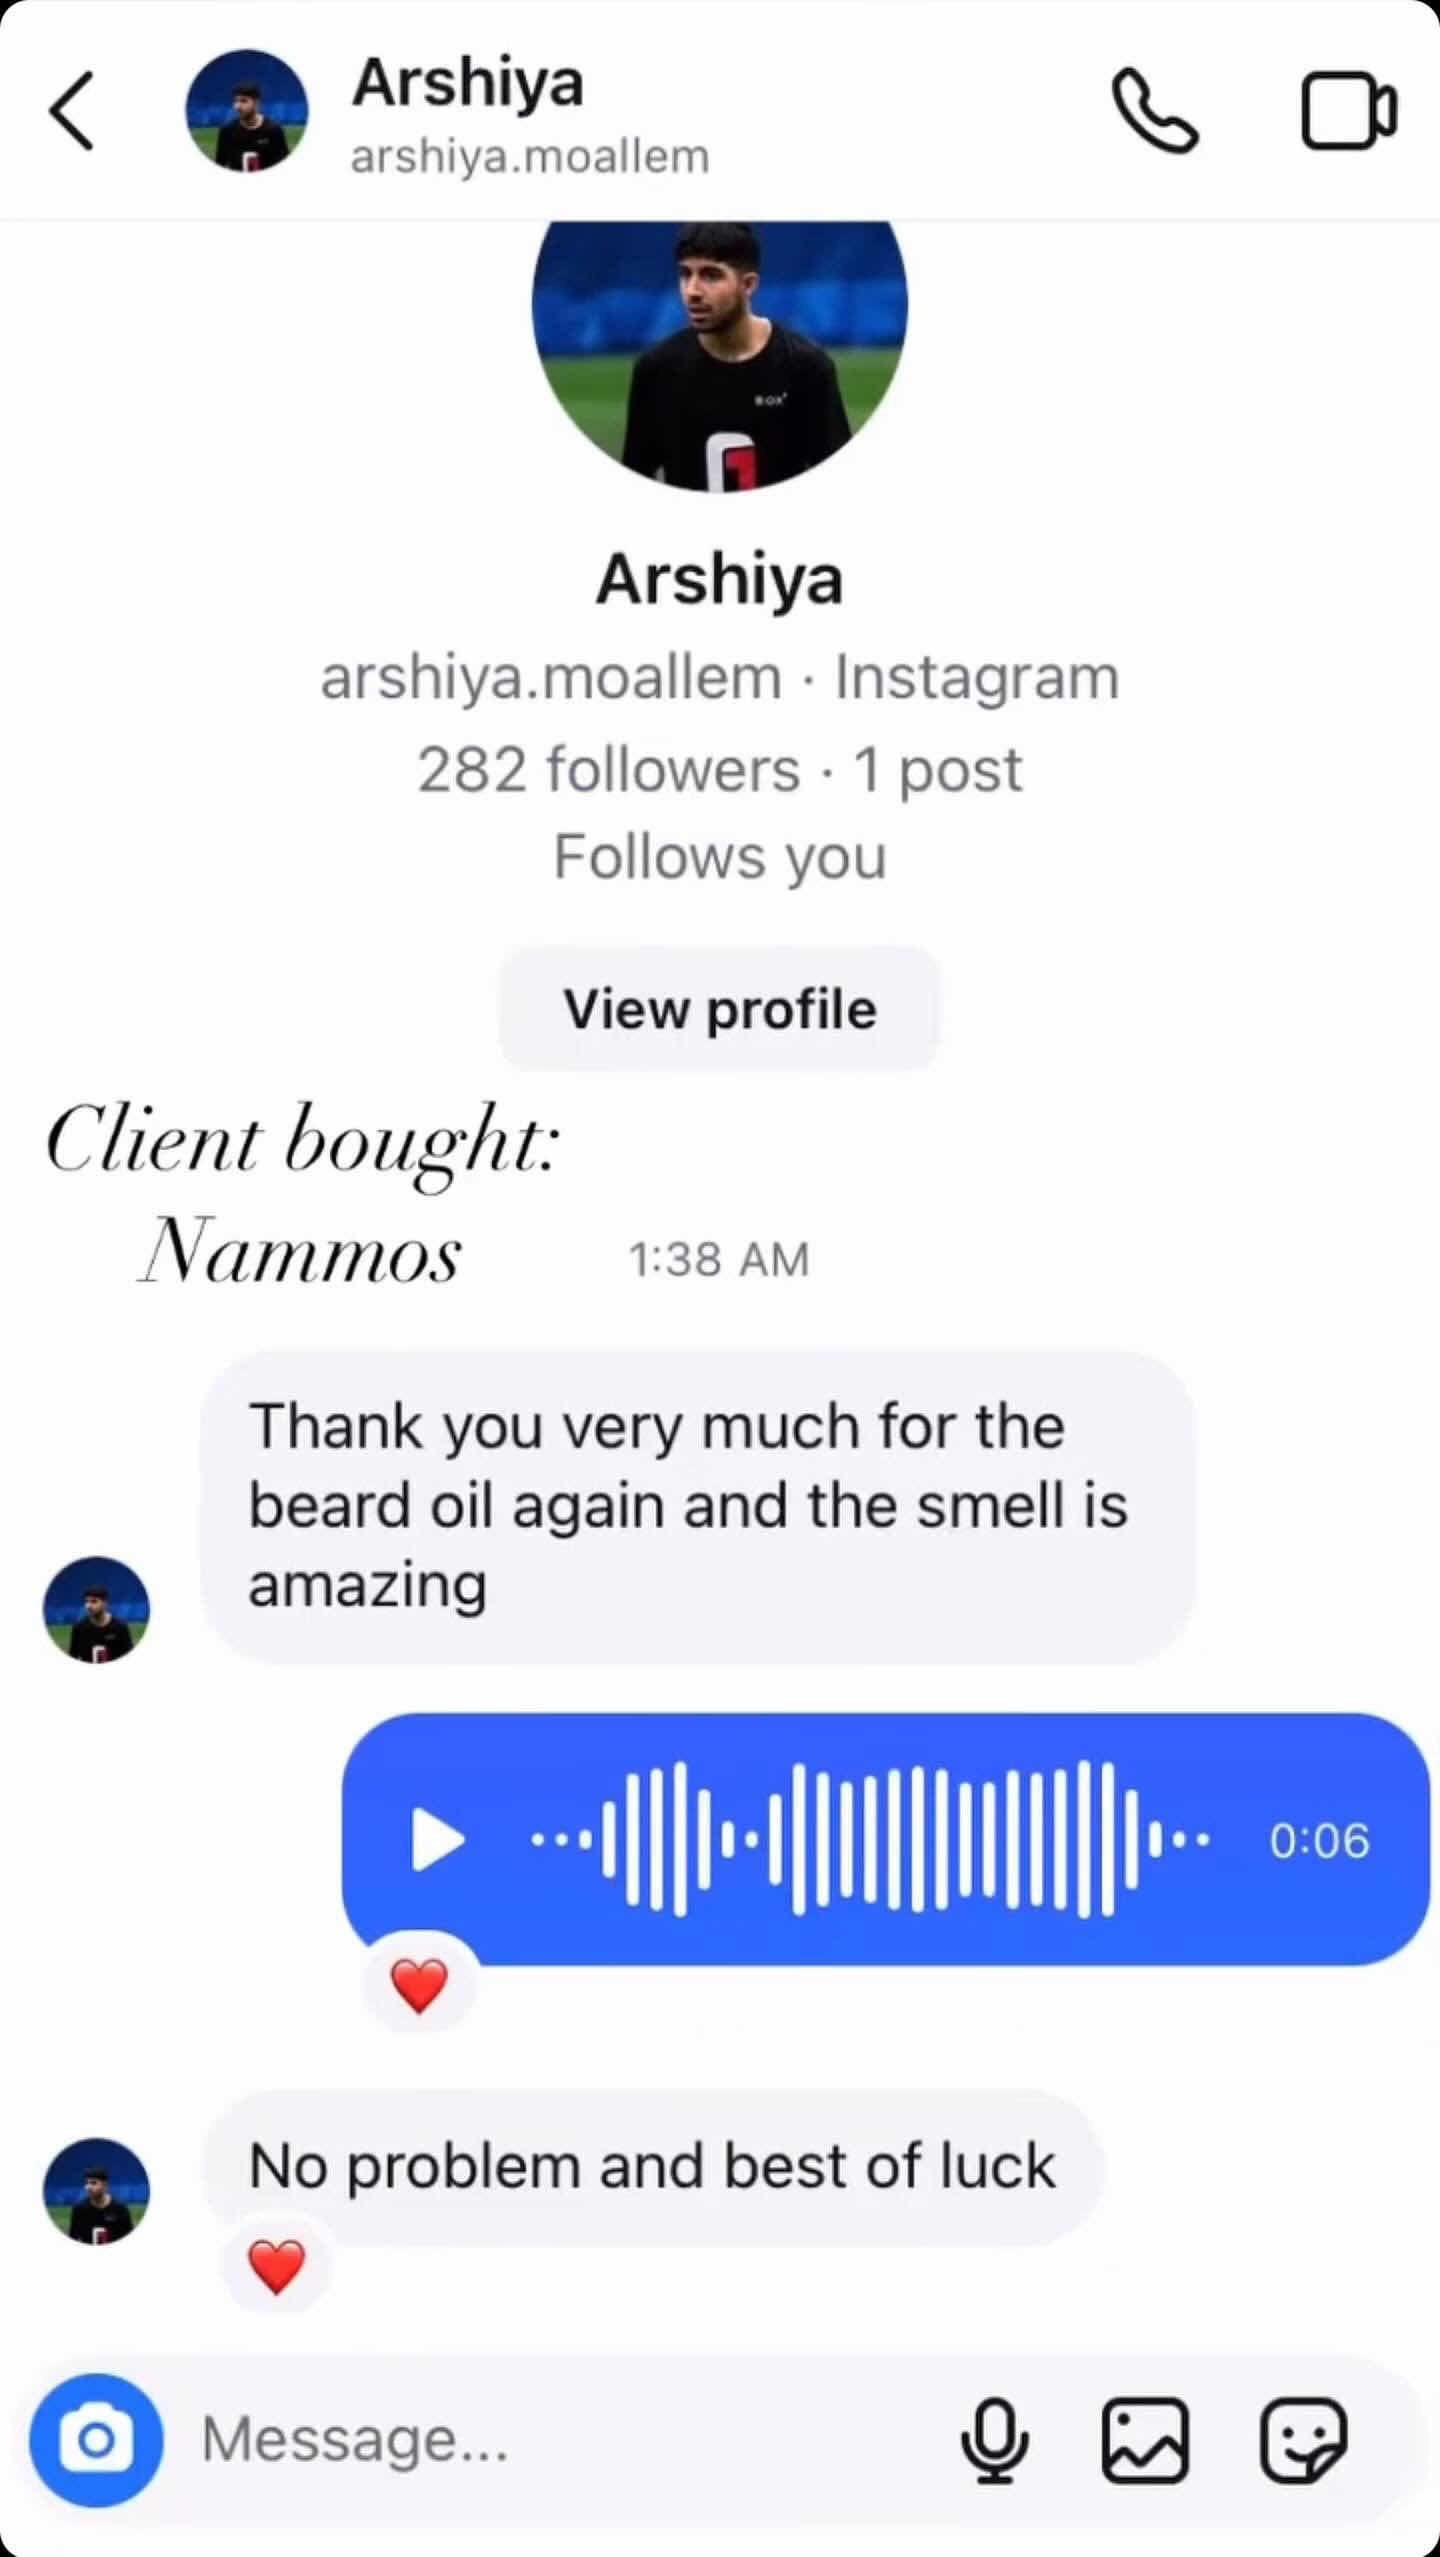 Arshiya
arshiya.moallem
BOX
Arshiya
arshiya.moallem · Instagram
282 followers · 1 post
Follows you
View profile
Client bought:
Nammos
1:38 AM
Thank you very much for the
beard oil again and the smell is
amazing
0:06
No problem and best of luck
Message...